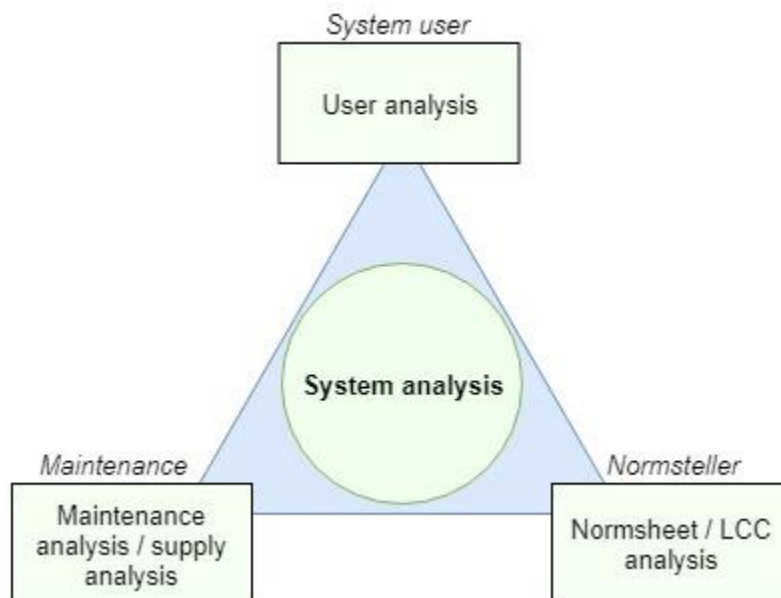 System user
User analysis
System analysis
Maintenance
Maintenance
analysis / supply
analysis
Normsteller
Normsheet / LCC
analysis